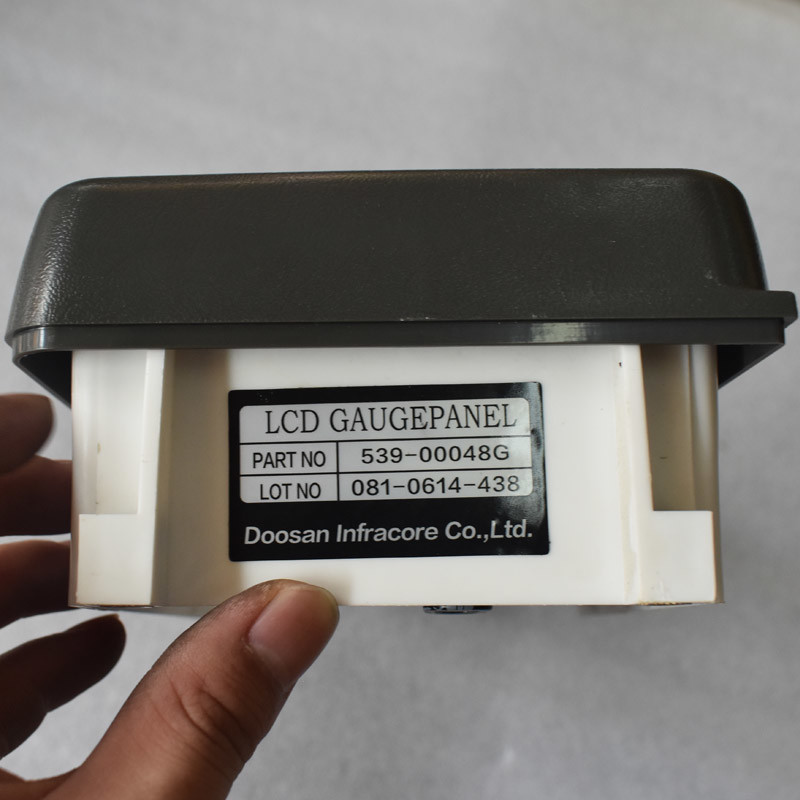 LCD GAUGEPANEL
PART NO 539-00048G
LOT NO 081-0614-438
Doosan Infracore Co.,Ltd.